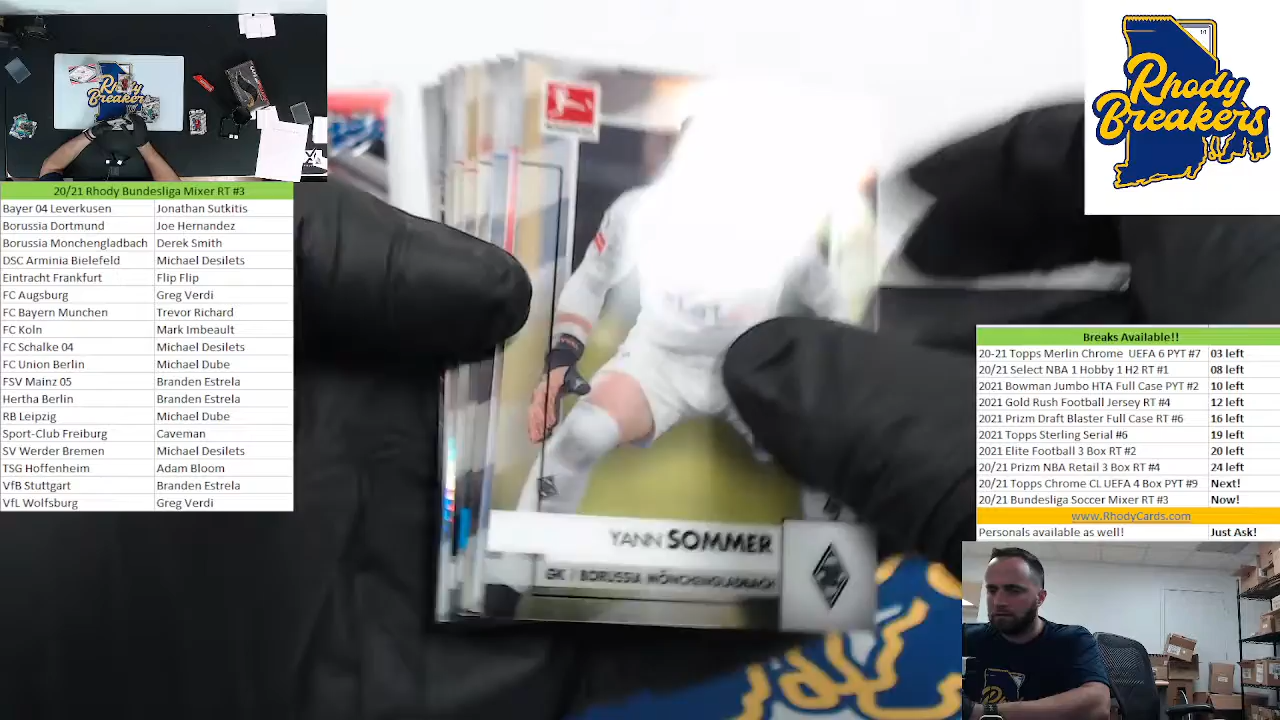 20/21 Rhody Bundesliga Mixer RT #3
Bayer 04 Leverkusen Jonathan Sutkitis
Borussia Dortmund Joe Hernandez
Borussia Monchengladbach Derek Smith
DSC Arminia Bielefeld Michael Desilets
Eintracht Frankfurt Flip Flip
FC Augsburg Greg Verdi
FC Bayern Munchen Trevor Richard
FC Koln Mark Imbeault
FC Schalke 04 Michael Desilets
FC Union Berlin Michael Dube
FSV Mainz 05 Branden Estrela
Hertha Berlin Branden Estrela
RB Leipzig Michael Dube
Sport-Club Freiburg Caveman
SV Werder Bremen Michael Desilets
TSG Hoffenheim Adam Bloom
VfB Stuttgart Branden Estrela
VfL Wolfsburg Greg Verdi
Rhody
Breakers
YANN SOMMER
GK | BORUSSIA MÖNCHENGLADBACH
Rhody
Breakers
Breaks Available!!
20-21 Topps Merlin Chrome UEFA 6 PYT #7 03 left
20/21 Select NBA 1 Hobby 1 H2 RT #1 08 left
2021 Bowman Jumbo HTA Full Case PYT #2 10 left
2021 Gold Rush Football Jersey RT #4 12 left
2021 Prizm Draft Blaster Full Case RT #6 16 left
2021 Topps Sterling Serial #6 19 left
2021 Elite Football 3 Box RT #2 20 left
20/21 Prizm NBA Retail 3 Box RT #4 24 left
20/21 Topps Chrome CL UEFA 4 Box PYT #9 Next!
20/21 Bundesliga Soccer Mixer RT #3 Now!
www.RhodyCards.com
Personals available as well! Just Ask!